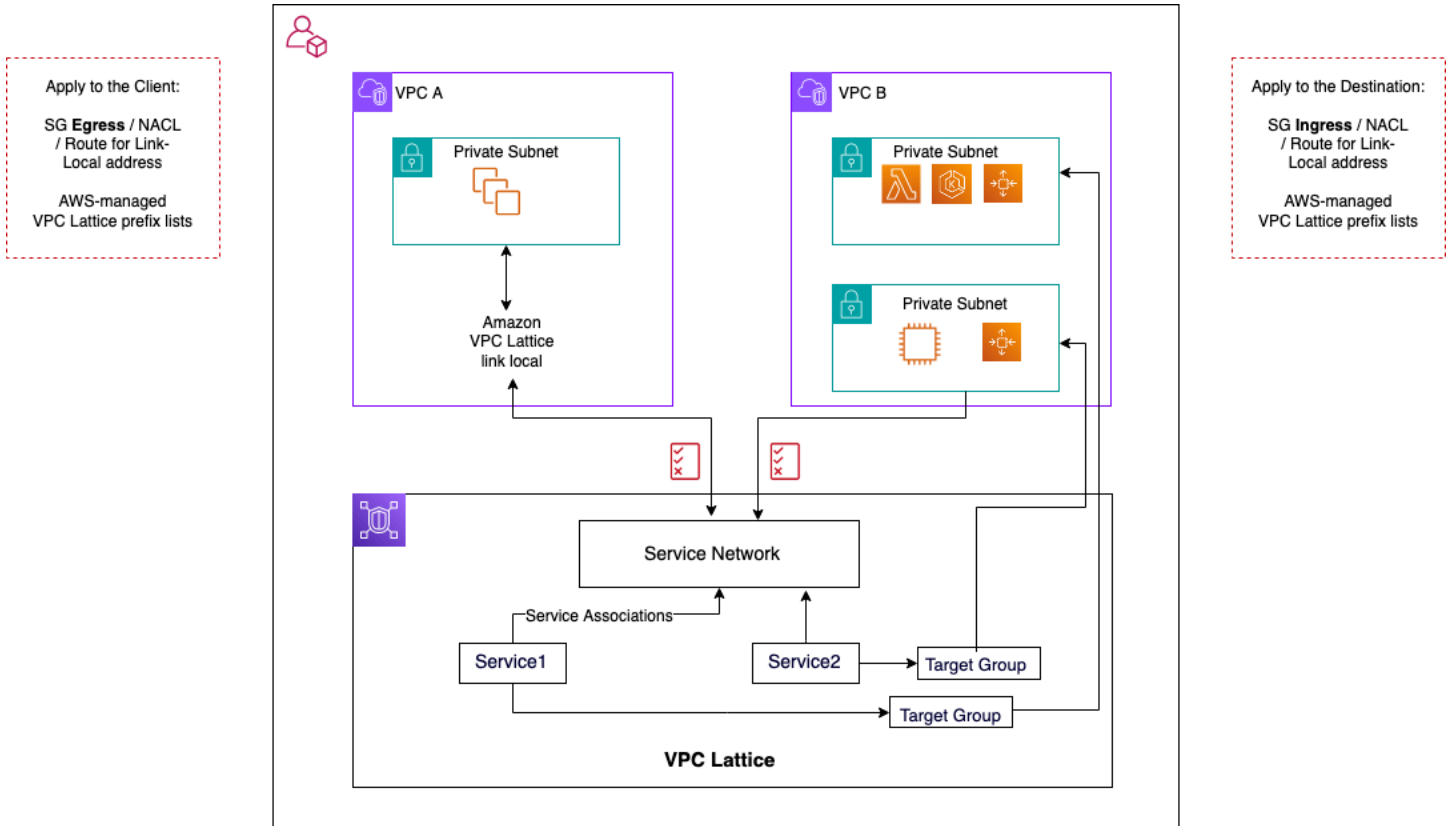 Apply to the Client:
SG Egress / NACL
/ Route for Link-
Local address
AWS-managed
VPC Lattice prefix lists
VPC A
Private Subnet
Amazon
VPC Lattice
link local
VPC B
Private Subnet
K
Private Subnet
Apply to the Destination:
SG Ingress / NACL
/ Route for Link-
Local address
AWS-managed
VPC Lattice prefix lists
Service Network
Service Associations
Service1
Service2
Target Group
Target Group
VPC Lattice